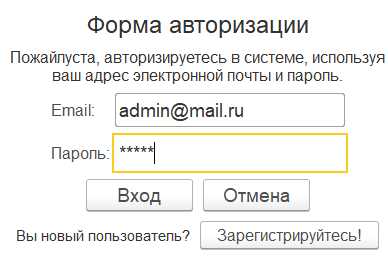 Форма авторизации
Пожайлуста, авторизируетесь в системе, используя
ваш адрес электронной почты и пароль.
Email: admin@mail.ru
Пароль: *****
Вход Отмена
Вы новый пользователь? Зарегистрируйтесь!